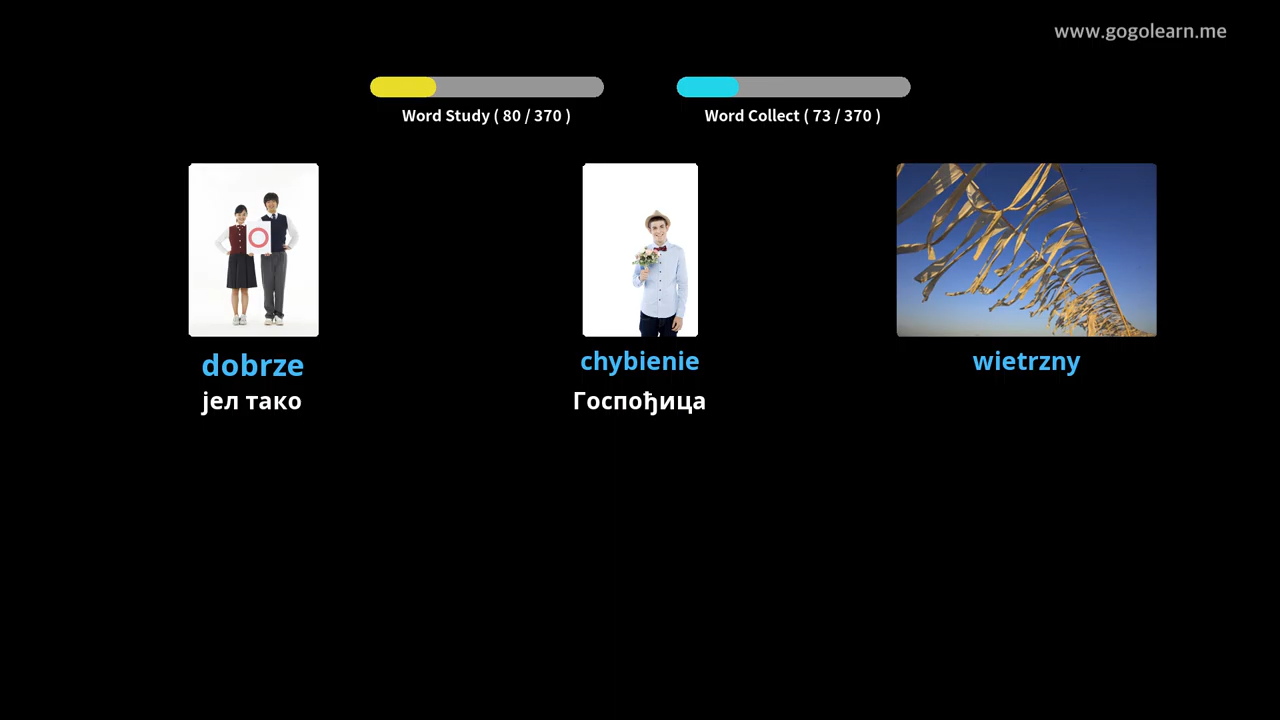 www.gogolearn.me
Word Study ( 80 / 370 )
Word Collect ( 73 / 370 )
dobrze
јел тако
chybienie
Госпођица
wietrzny